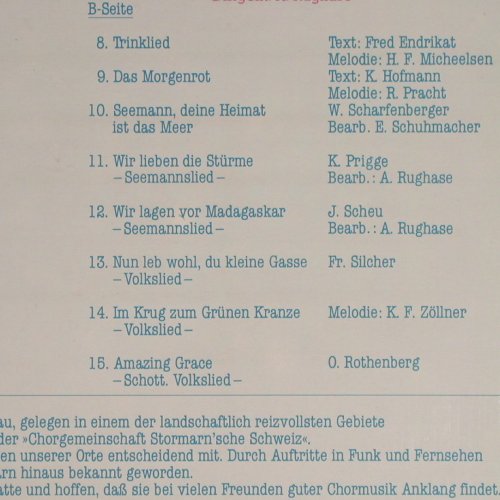 B-Seite
8. Trinklied Text: Fred Endrikat
Melodie: H. F. Micheelsen
9. Das Morgenrot Text: K. Hofmann
Melodie: R. Pracht
10. Seemann, deine Heimat W. Scharfenberger
ist das Meer Bearb. E. Schuhmacher
11. Wir lieben die Stürme K. Prigge
–Seemannslied– Bearb.: A. Rughase
12. Wir lagen vor Madagaskar J. Scheu
–Seemannslied– Bearb.: A. Rughase
13. Nun leb wohl, du kleine Gasse Fr. Silcher
–Volkslied–
14. Im Krug zum Grünen Kranze Melodie: K. F. Zöllner
–Volkslied–
15. Amazing Grace O. Rothenberg
–Schott. Volkslied–
au, gelegen in einem der landschaftlich reizvollsten Gebiete
der »Chorgemeinschaft Stormarn'sche Schweiz«.
en unserer Orte entscheidend mit. Durch Auftritte in Funk und Fernsehen
arn hinaus bekannt geworden.
atte und hoffen, daß sie bei vielen Freunden guter Chormusik Anklang findet